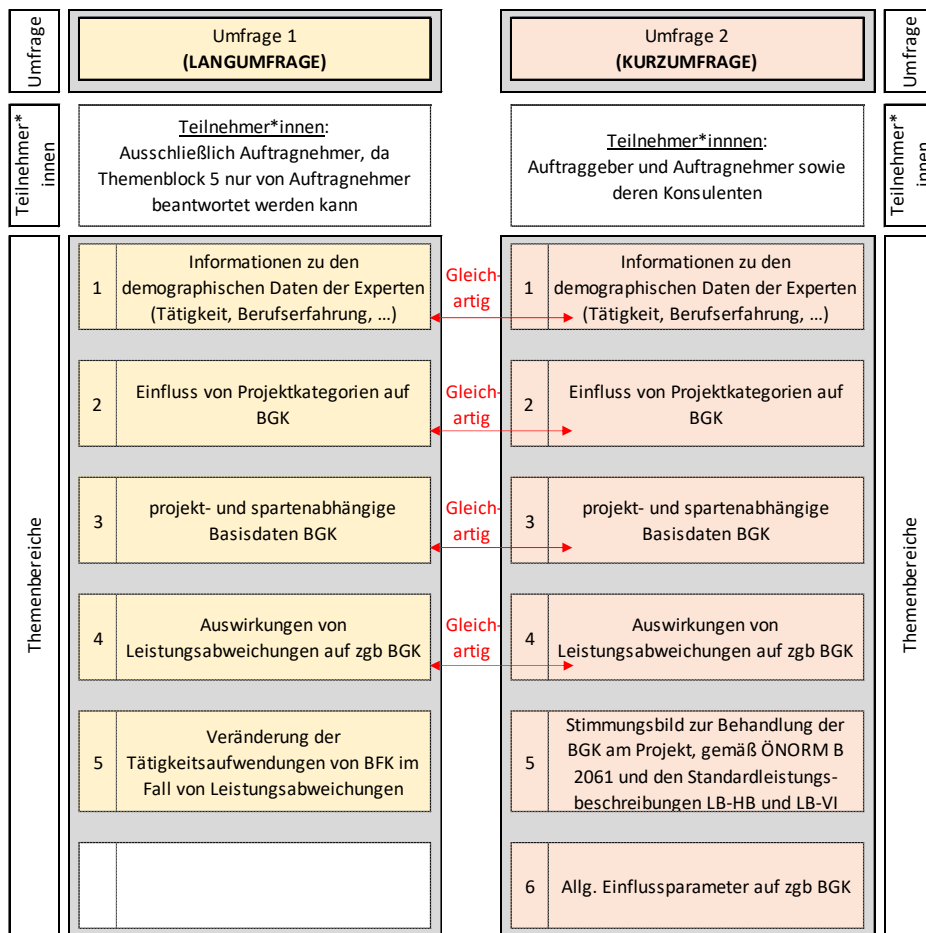 Umfrage
Umfrage 1
(LANGUMFRAGE)
Umfrage 2
(KURZUMFRAGE)
Umfrage
Teilnehmer*
innen
Teilnehmer*innen:
Ausschließlich Auftragnehmer, da
Themenblock 5 nur von Auftragnehmer
beantwortet werden kann
Teilnehmer*innnen:
Auftraggeber und Auftragnehmer sowie
deren Konsulenten
Teilnehmer*
innen
Themenbereiche
1
Informationen zu den
demographischen Daten der Experten
(Tätigkeit, Berufserfahrung, ...)
Gleich-
artig
1
Informationen zu den
demographischen Daten der Experten
(Tätigkeit, Berufserfahrung, ...)
2
Einfluss von Projektkategorien auf
BGK
Gleich-
artig
2
Einfluss von Projektkategorien auf
BGK
3
projekt- und spartenabhängige
Basisdaten BGK
Gleich-
artig
3
projekt- und spartenabhängige
Basisdaten BGK
4
Auswirkungen von
Leistungsabweichungen auf zgb BGK
Gleich-
artig
4
Auswirkungen von
Leistungsabweichungen auf zgb BGK
5
Veränderung der
Tätigkeitsaufwendungen von BFK im
Fall von Leistungsabweichungen
5
Stimmungsbild zur Behandlung der
BGK am Projekt, gemäß ÖNORM B
2061 und den Standardleistungs-
beschreibungen LB-HB und LB-VI
6
Allg. Einflussparameter auf zgb BGK
Themenbereiche